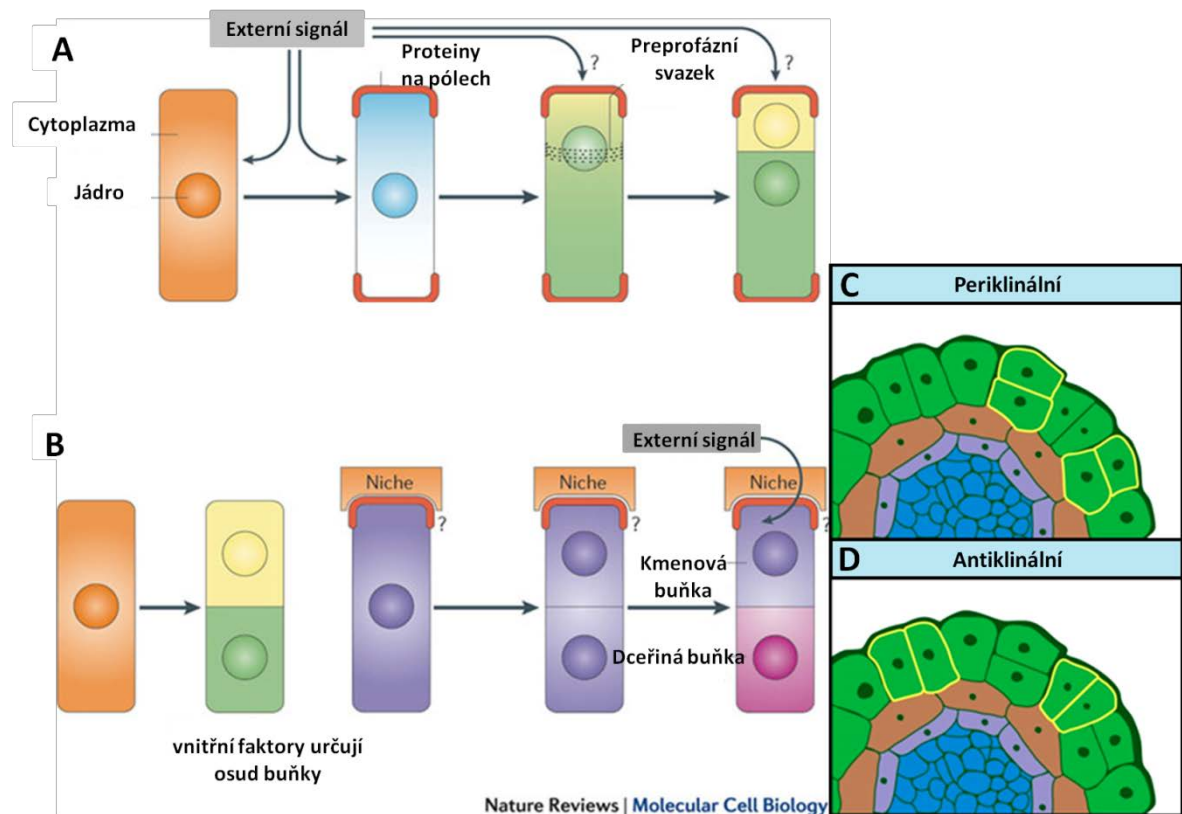 A
Externí signál
Proteiny
na pólech
?
Preprofázní
svazek
?
Cytoplazma
Jádro
C
Periklinální
B
Externí signál
Niche
?
Niche
?
Niche
?
Kmenová
buňka
Dceřiná buňka
vnitřní faktory určují
osud buňky
D
Antiklinální
Nature Reviews | Molecular Cell Biology